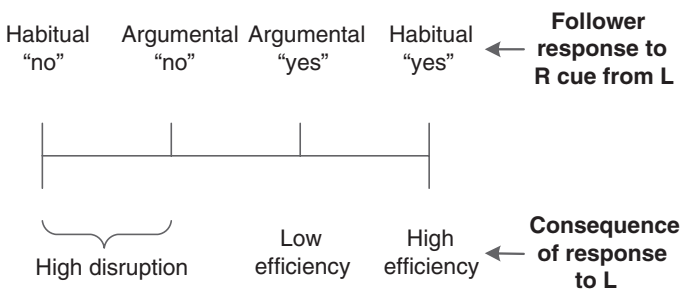 Habitual "no"
Argumental "no"
Argumental "yes"
Habitual "yes"
Follower response to R cue from L
High disruption
Low efficiency
High efficiency
Consequence of response to L